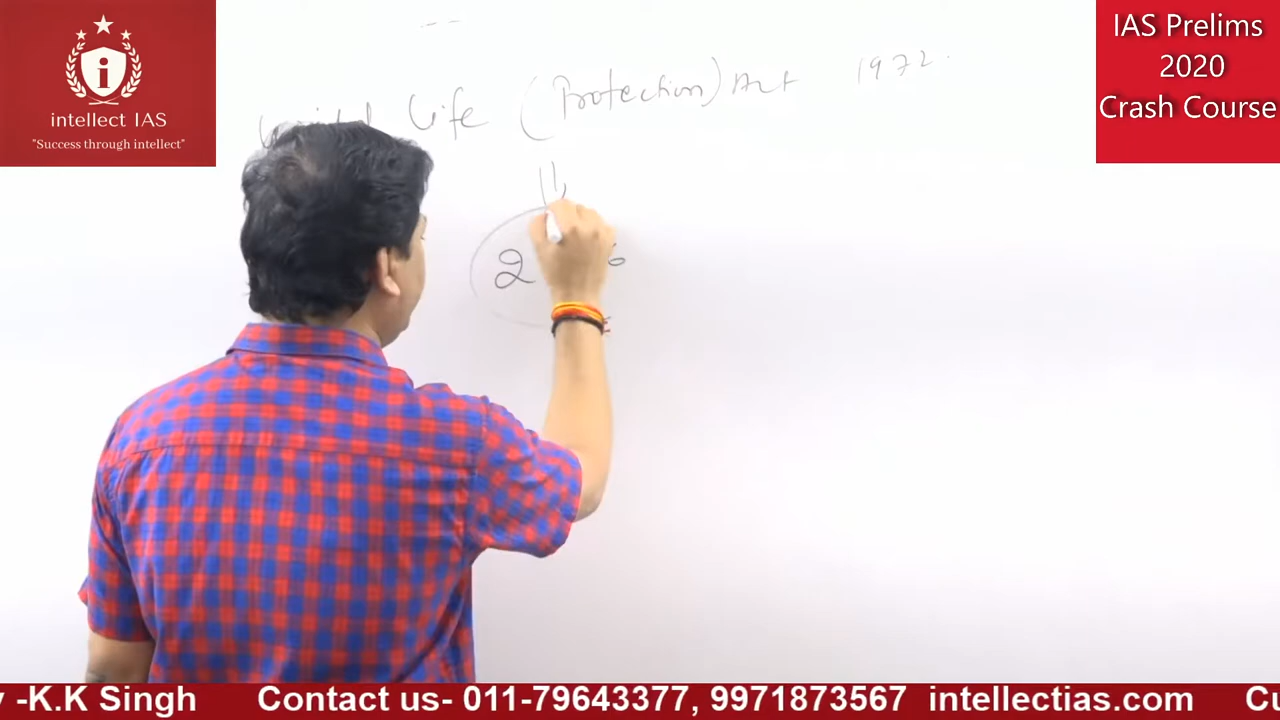 intellect IAS
"Success through intellect"
IAS Prelims
2020
Crash Course
Life (Protection) Act 1972.
2
6
-K.K Singh Contact us- 011-79643377, 9971873567 intellectias.com